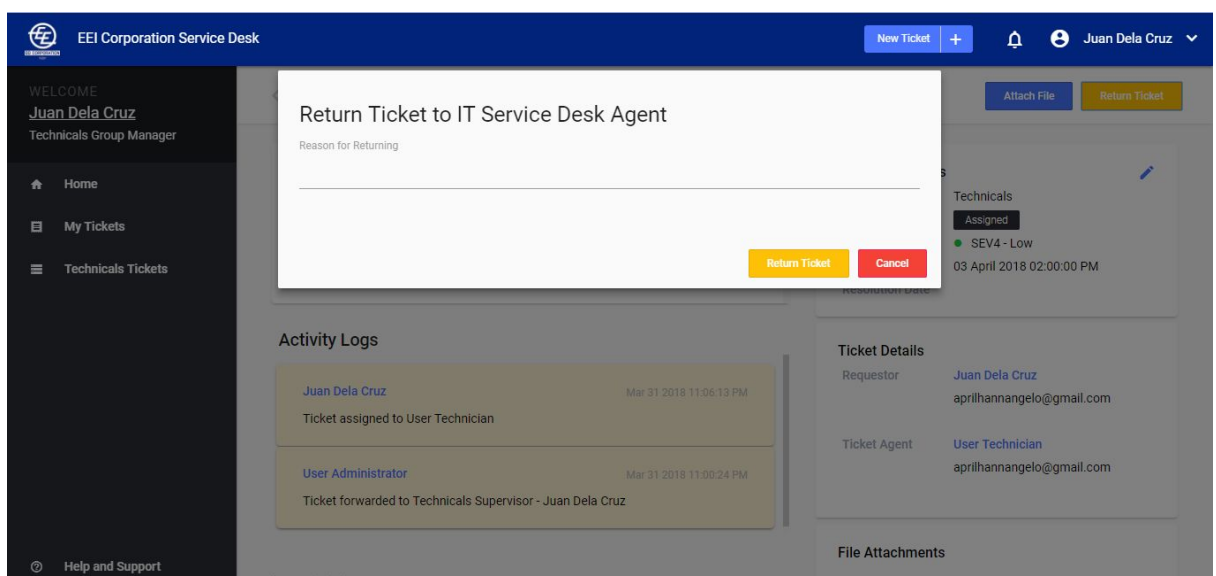 EEI Corporation Service Desk
New Ticket +
Juan Dela Cruz
WELCOME
Juan Dela Cruz
Technicals Group Manager
Home
My Tickets
Technicals Tickets
Help and Support
Attach File
Return Ticket
Return Ticket to IT Service Desk Agent
Reason for Returning
Return Ticket
Cancel
Technicals
Assigned
SEV4 - Low
03 April 2018 02:00:00 PM
Resolution Date
Activity Logs
Juan Dela Cruz
Mar 31 2018 11:06:13 PM
Ticket assigned to User Technician
User Administrator
Mar 31 2018 11:00:24 PM
Ticket forwarded to Technicals Supervisor - Juan Dela Cruz
Ticket Details
Requestor
Juan Dela Cruz
aprilhannangelo@gmail.com
Ticket Agent
User Technician
aprilhannangelo@gmail.com
File Attachments